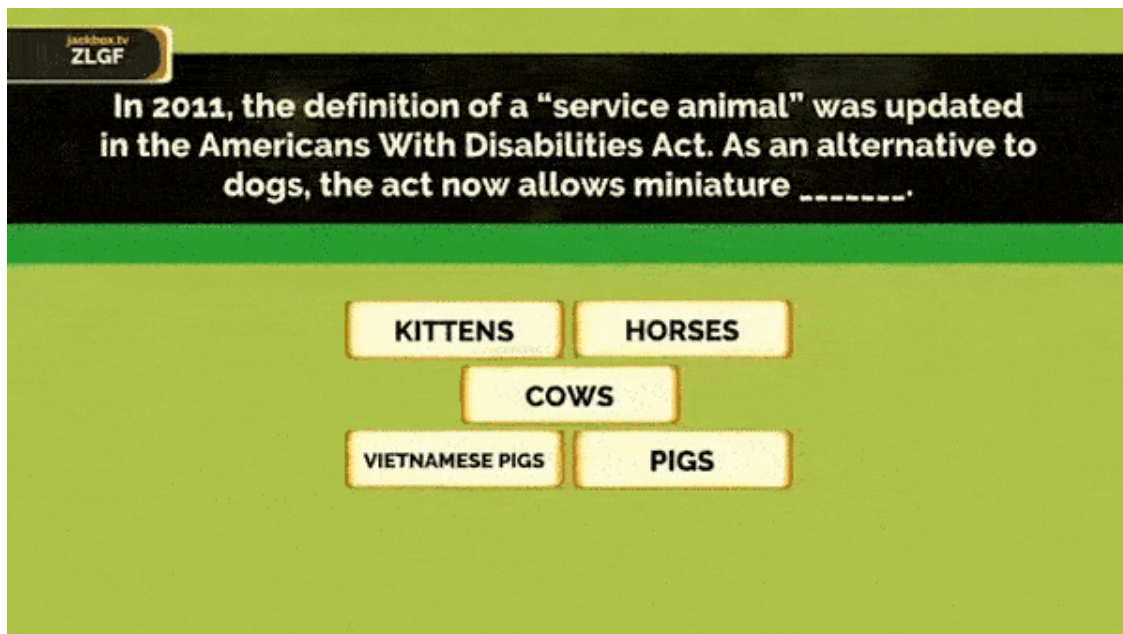 jackbox.tv
ZLGF
In 2011, the definition of a “service animal” was updated
in the Americans With Disabilities Act. As an alternative to
dogs, the act now allows miniature _______.
KITTENS
HORSES
COWS
VIETNAMESE PIGS
PIGS